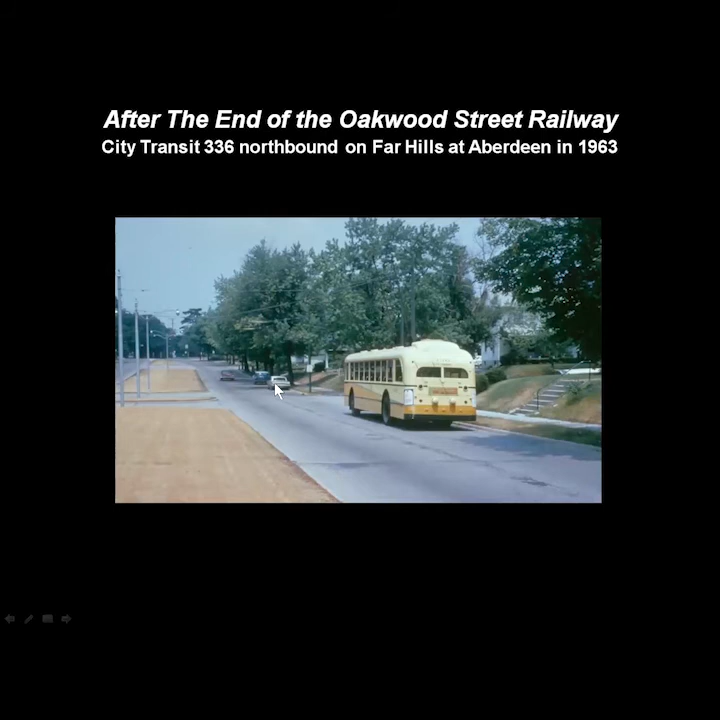 After The End of the Oakwood Street Railway
City Transit 336 northbound on Far Hills at Aberdeen in 1963